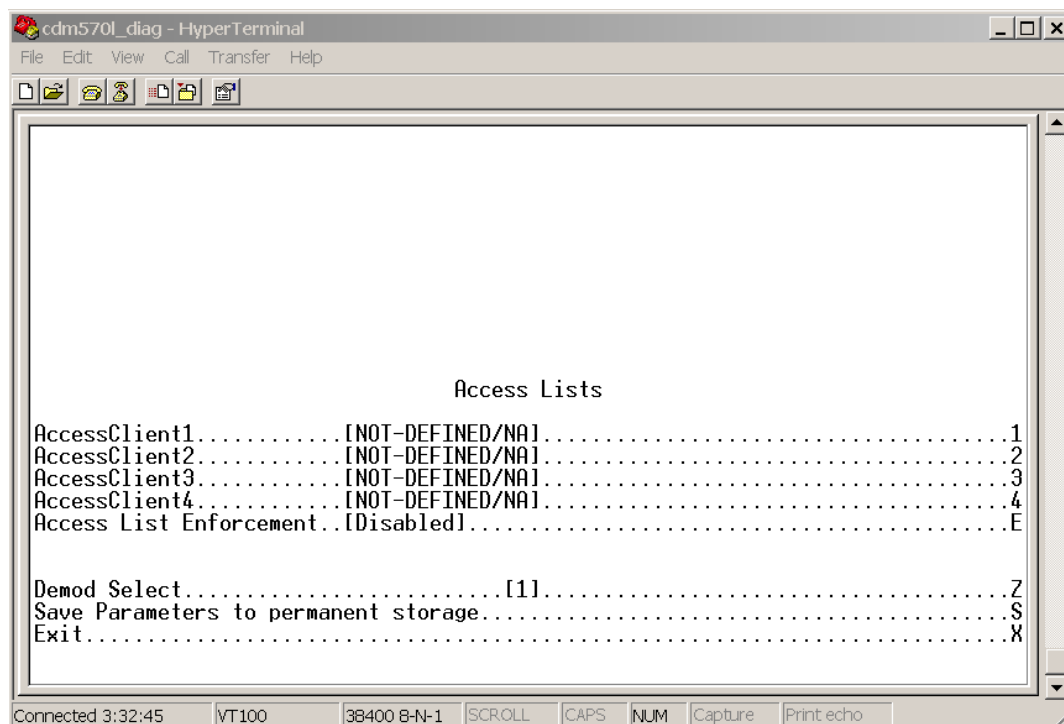 cdm570l_diag - HyperTerminal
File Edit View Call Transfer Help
Access Lists
AccessClient1............[NOT-DEFINED/NA].......................................1
AccessClient2............[NOT-DEFINED/NA].......................................2
AccessClient3............[NOT-DEFINED/NA].......................................3
AccessClient4............[NOT-DEFINED/NA].......................................4
Access List Enforcement..[Disabled].............................................E
Demod Select...........................[1]......................................Z
Save Parameters to permanent storage............................................S
Exit............................................................................X
Connected 3:32:45 VT100 38400 8-N-1 SCROLL CAPS NUM Capture Print echo